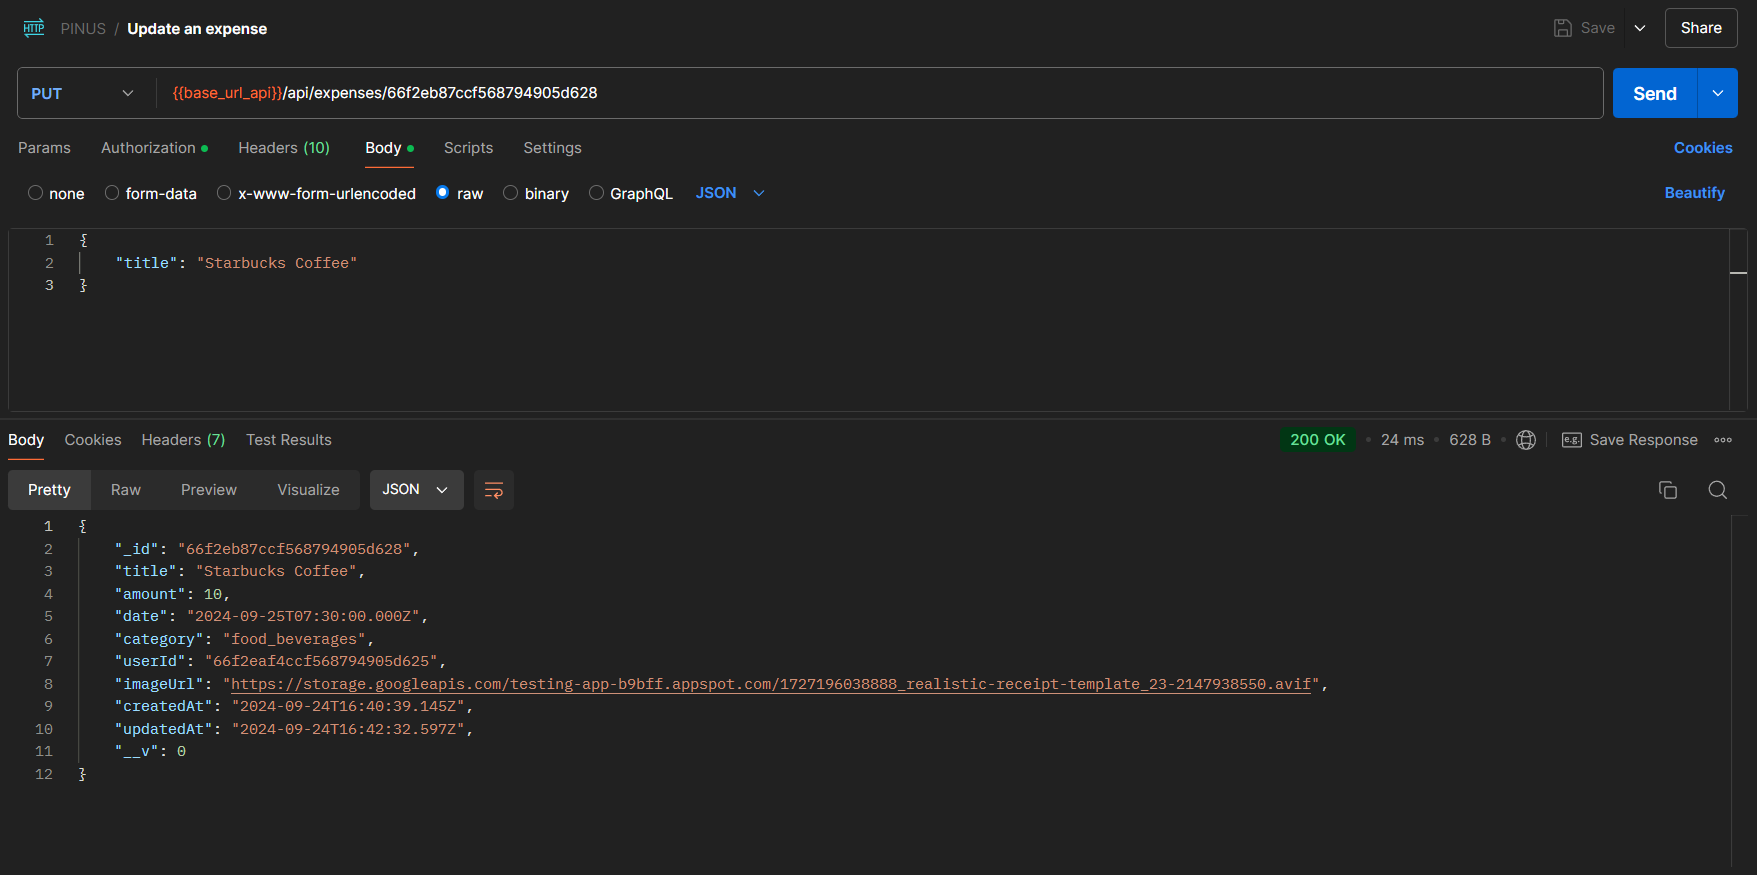 HTTP PINUS / Update an expense Save Share
PUT {{base_url_api}}/api/expenses/66f2eb87ccf568794905d628 Send
Params Authorization Headers (10) Body Scripts Settings Cookies
none form-data x-www-form-urlencoded raw binary GraphQL JSON Beautify
1 {
2 "title": "Starbucks Coffee"
3 }
Body Cookies Headers (7) Test Results 200 OK • 24 ms • 628 B • e.g. Save Response
Pretty Raw Preview Visualize JSON
1 {
2 "_id": "66f2eb87ccf568794905d628",
3 "title": "Starbucks Coffee",
4 "amount": 10,
5 "date": "2024-09-25T07:30:00.000Z",
6 "category": "food_beverages",
7 "userId": "66f2eaf4ccf568794905d625",
8 "imageUrl": "https://storage.googleapis.com/testing-app-b9bff.appspot.com/1727196038888_realistic-receipt-template_23-2147938550.avif",
9 "createdAt": "2024-09-24T16:40:39.145Z",
10 "updatedAt": "2024-09-24T16:42:32.597Z",
11 "__v": 0
12 }